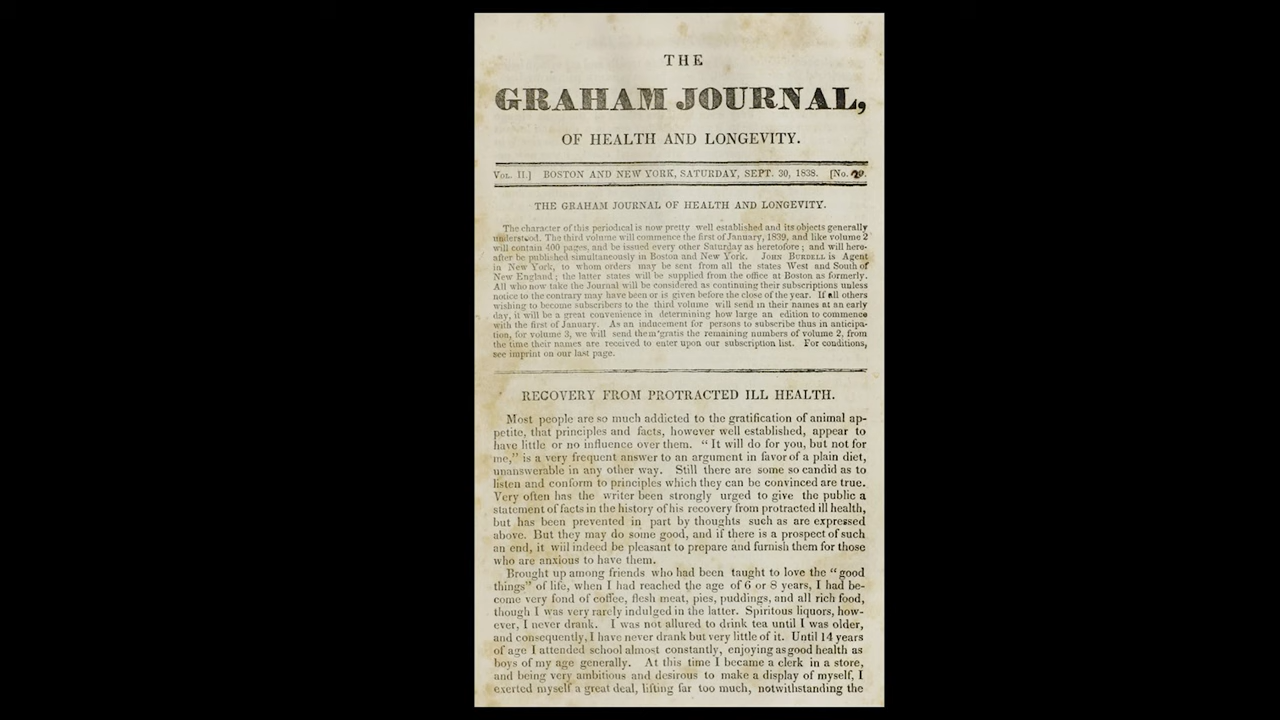 THE
GRAHAM JOURNAL,
OF HEALTH AND LONGEVITY.
VOL. II.] BOSTON AND NEW YORK, SATURDAY, SEPT. 30, 1838. [No.
THE GRAHAM JOURNAL OF HEALTH AND LONGEVITY.
The character of this periodical is now pretty well established and its objects generally
understood. The third volume will commence the first of January, 1839, and like volume 2
will contain 400 pages, and be issued every other Saturday as heretofore ; and will here-
after be published simultaneously in Boston and New York. JOHN BURDELL is Agent
in New York, to whom orders may be sent from all the states West and South of
New England ; the latter states will be supplied from the office at Boston as formerly.
All who now take the Journal will be considered as continuing their subscriptions unless
notice to the contrary may have been or is given before the close of the year. If all others
wishing to become subscribers to the third volume will send in their names at an early
day, it will be a great convenience in determining how large an edition to commence
with the first of January. As an inducement for persons to subscribe thus in anticipa-
tion, for volume 3, we will send them gratis the remaining numbers of volume 2, from
the time their names are received to enter upon our subscription list. For conditions,
see imprint on our last page.
RECOVERY FROM PROTRACTED ILL HEALTH.
Most people are so much addicted to the gratification of animal ap-
petite, that principles and facts, however well established, appear to
have little or no influence over them. " It will do for you, but not for
me," is a very frequent answer to an argument in favor of a plain diet,
unanswerable in any other way. Still there are some so candid as to
listen and conform to principles which they can be convinced are true.
Very often has the writer been strongly urged to give the public a
statement of facts in the history of his recovery from protracted ill health,
but has been prevented in part by thoughts such as are expressed
above. But they may do some good, and if there is a prospect of such
an end, it wiil indeed be pleasant to prepare and furnish them for those
who are anxious to have them.
Brought up among friends who had been taught to love the " good
things" of life, when I had reached the age of 6 or 8 years, I had be-
come very fond of coffee, flesh meat, pies, puddings, and all rich food,
though I was very rarely indulged in the latter. Spiritous liquors, how-
ever, I never drank. I was not allured to drink tea until I was older,
and consequently, I have never drank but very little of it. Until 14 years
of age I attended school almost constantly, enjoying as good health as
boys of my age generally. At this time I became a clerk in a store,
and being very ambitious and desirous to make a display of myself, I
exerted myself a great deal, lifting far too much, notwithstanding the